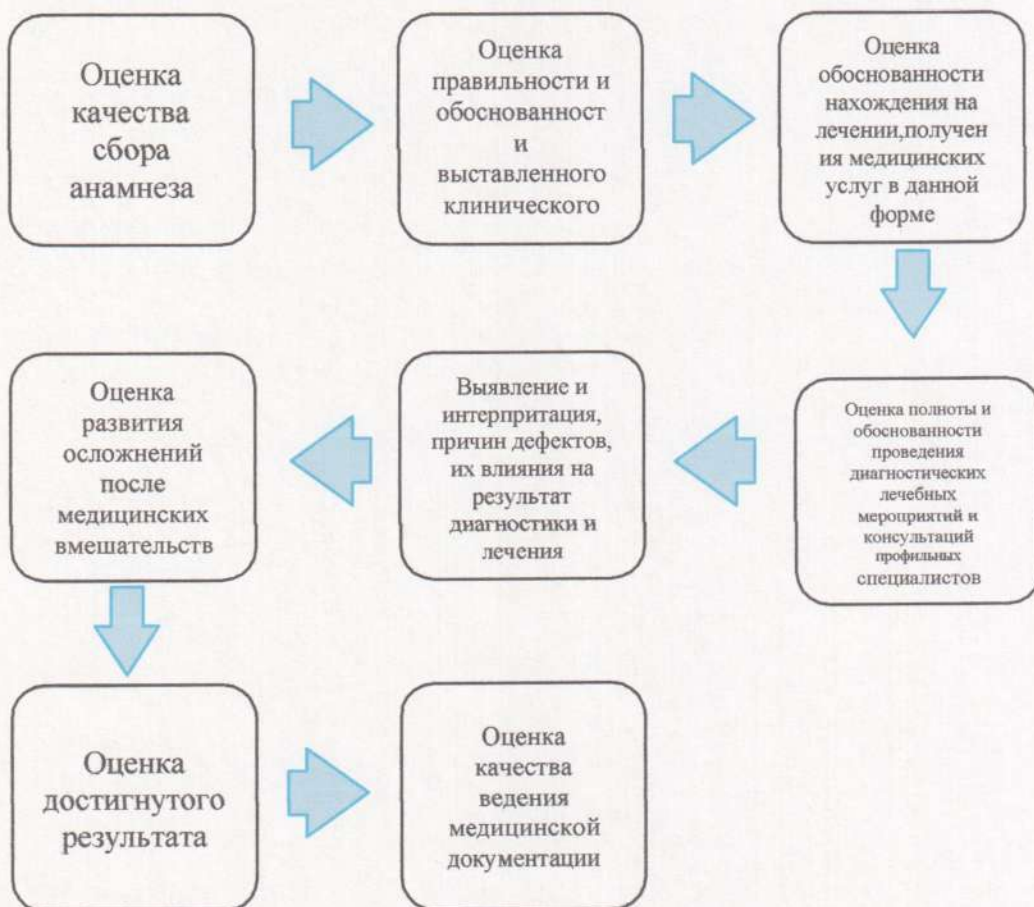 Оценка
качества
сбора
анамнеза
Оценка
правильности и
обоснованност
и
выставленного
клинического
Оценка
обоснованности
нахождения на
лечении,получен
ия медицинских
услуг в данной
форме
Оценка полноты и
обоснованности
проведения
диагностических
лечебных
мероприятий и
консультаций
профильных
специалистов
Выявление и
интерпритация,
причин дефектов,
их влияния на
результат
диагностики и
лечения
Оценка
развития
осложнений
после
медицинских
вмешательств
Оценка
достигнутого
результата
Оценка
качества
ведения
медицинской
документации